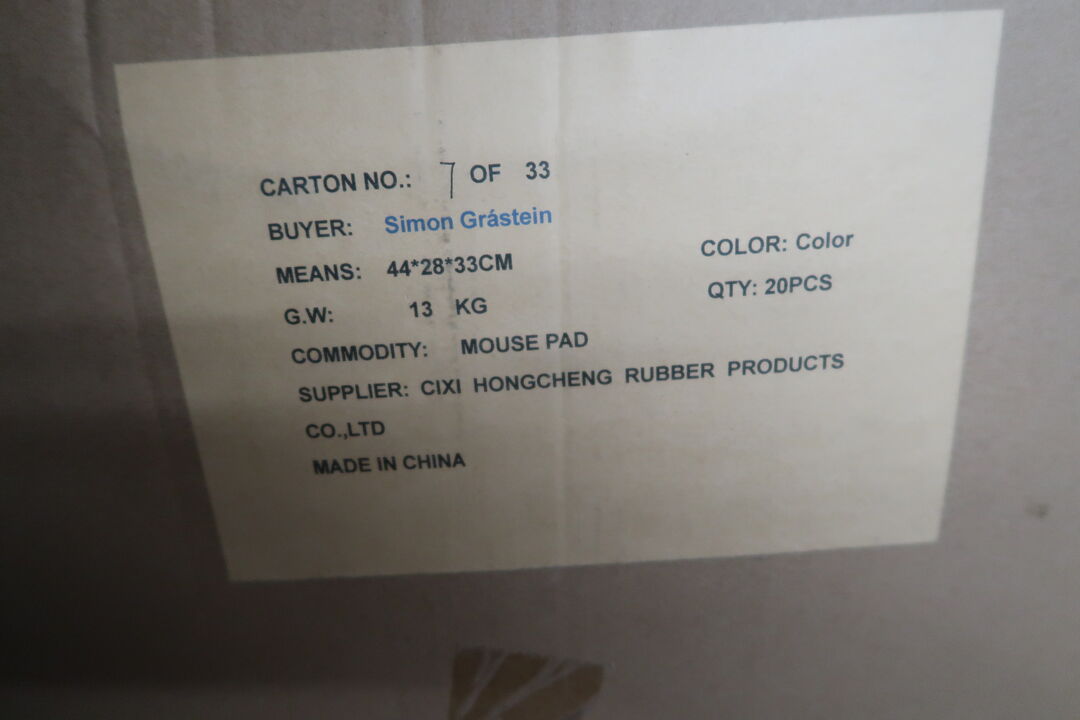 CARTON NO.: 7 OF 33
BUYER: Simon Grástein
MEANS: 44*28*33CM
COLOR: Color
G.W: 13 KG
QTY: 20PCS
COMMODITY: MOUSE PAD
SUPPLIER: CIXI HONGCHENG RUBBER PRODUCTS
CO.,LTD
MADE IN CHINA